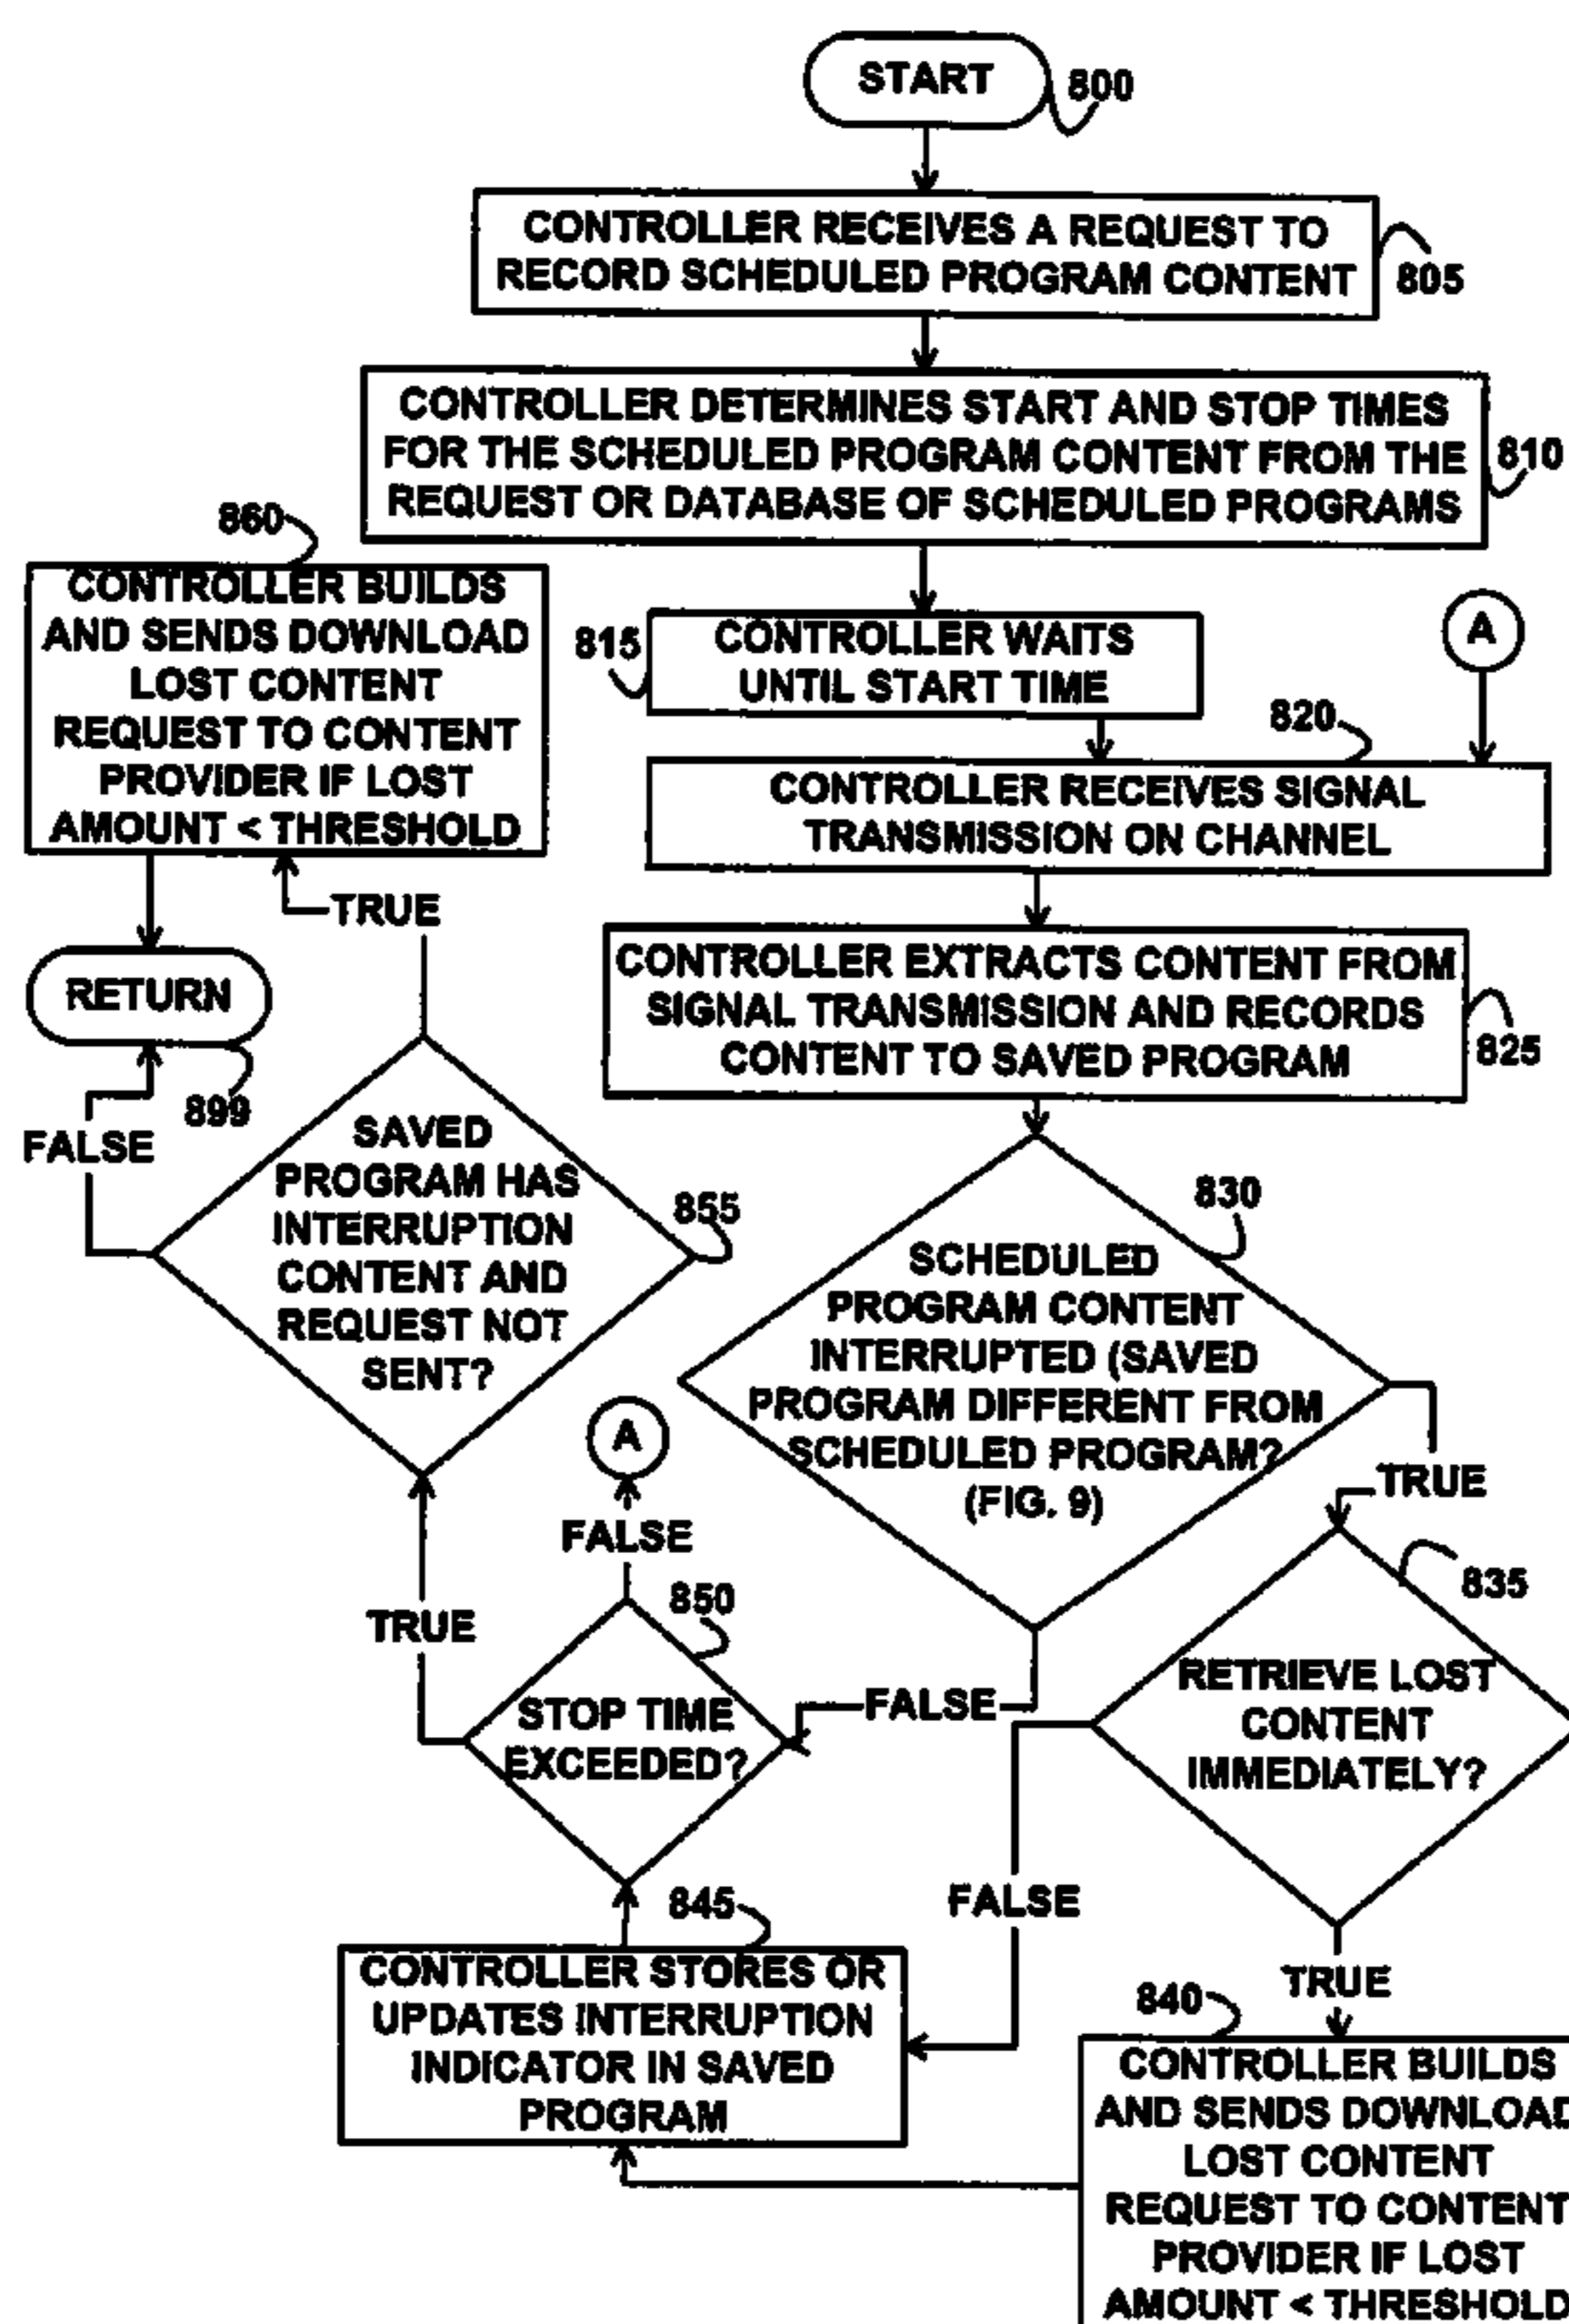 START
800
CONTROLLER RECEIVES A REQUEST TO
RECORD SCHEDULED PROGRAM CONTENT
805
CONTROLLER DETERMINES START AND STOP TIMES
FOR THE SCHEDULED PROGRAM CONTENT FROM THE
REQUEST OR DATABASE OF SCHEDULED PROGRAMS
810
860
CONTROLLER BUILDS
AND SENDS DOWNLOAD
LOST CONTENT
REQUEST TO CONTENT
PROVIDER IF LOST
AMOUNT < THRESHOLD
815
CONTROLLER WAITS
UNTIL START TIME
A
820
CONTROLLER RECEIVES SIGNAL
TRANSMISSION ON CHANNEL
TRUE
RETURN
899
FALSE
CONTROLLER EXTRACTS CONTENT FROM
SIGNAL TRANSMISSION AND RECORDS
CONTENT TO SAVED PROGRAM
825
SAVED
PROGRAM HAS
INTERRUPTION
CONTENT AND
REQUEST NOT
SENT?
855
830
SCHEDULED
PROGRAM CONTENT
INTERRUPTED (SAVED
PROGRAM DIFFERENT FROM
SCHEDULED PROGRAM?
(FIG. 9)
A
FALSE
TRUE
TRUE
850
STOP TIME
EXCEEDED?
FALSE
835
RETRIEVE LOST
CONTENT
IMMEDIATELY?
FALSE
TRUE
845
CONTROLLER STORES OR
UPDATES INTERRUPTION
INDICATOR IN SAVED
PROGRAM
840
CONTROLLER BUILDS
AND SENDS DOWNLOAD
LOST CONTENT
REQUEST TO CONTENT
PROVIDER IF LOST
AMOUNT < THRESHOLD